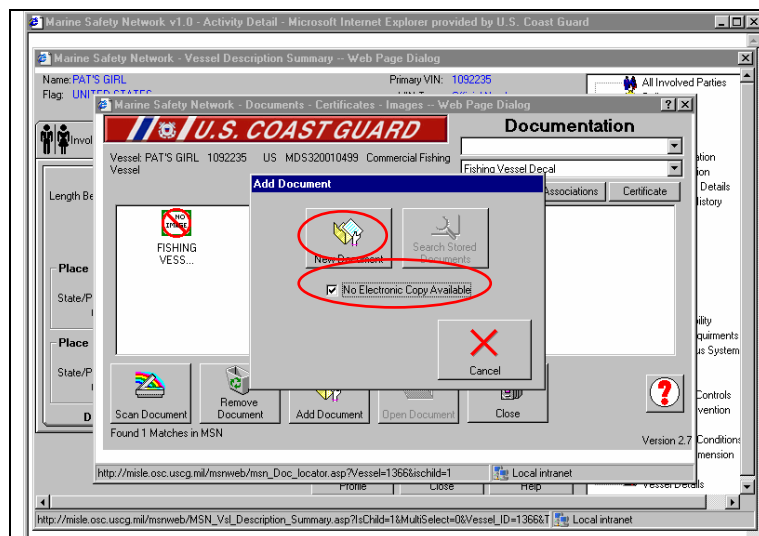 Marine Safety Network v1.0 - Activity Detail - Microsoft Internet Explorer provided by U.S. Coast Guard
Marine Safety Network - Vessel Description Summary -- Web Page Dialog
Name: PAT'S GIRL
Primary VIN: 1092235
All Involved Parties
Flag: UNITED STATES
Marine Safety Network - Documents - Certificates - Images -- Web Page Dialog
U.S. COAST GUARD
Documentation
Vessel: PAT'S GIRL 1092235 US MDS320010499 Commercial Fishing
Vessel
Fishing Vessel Decal
Associations
Certificate
Details
Length Be
Add Document
NO
IMAGE
FISHING
VESS...
New Document
Search Stored
Documents
No Electronic Copy Available
Cancel
Place
State/P
Place
State/P
D
quirments
us System
Controls
vention
Conditions
mension
Scan Document
Remove
Document
Add Document
Open Document
Close
Found 1 Matches in MSN
Version 2.7
http://misle.osc.uscg.mil/msnweb/msn_Doc_locator.asp?Vessel=1366&ischild=1
Local intranet
Profile
Close
Help
Vessel Details
http://misle.osc.uscg.mil/msnweb/MSN_Vsl_Description_Summary.asp?IsChild=1&MultiSelect=0&Vessel_ID=1366&T
Local intranet